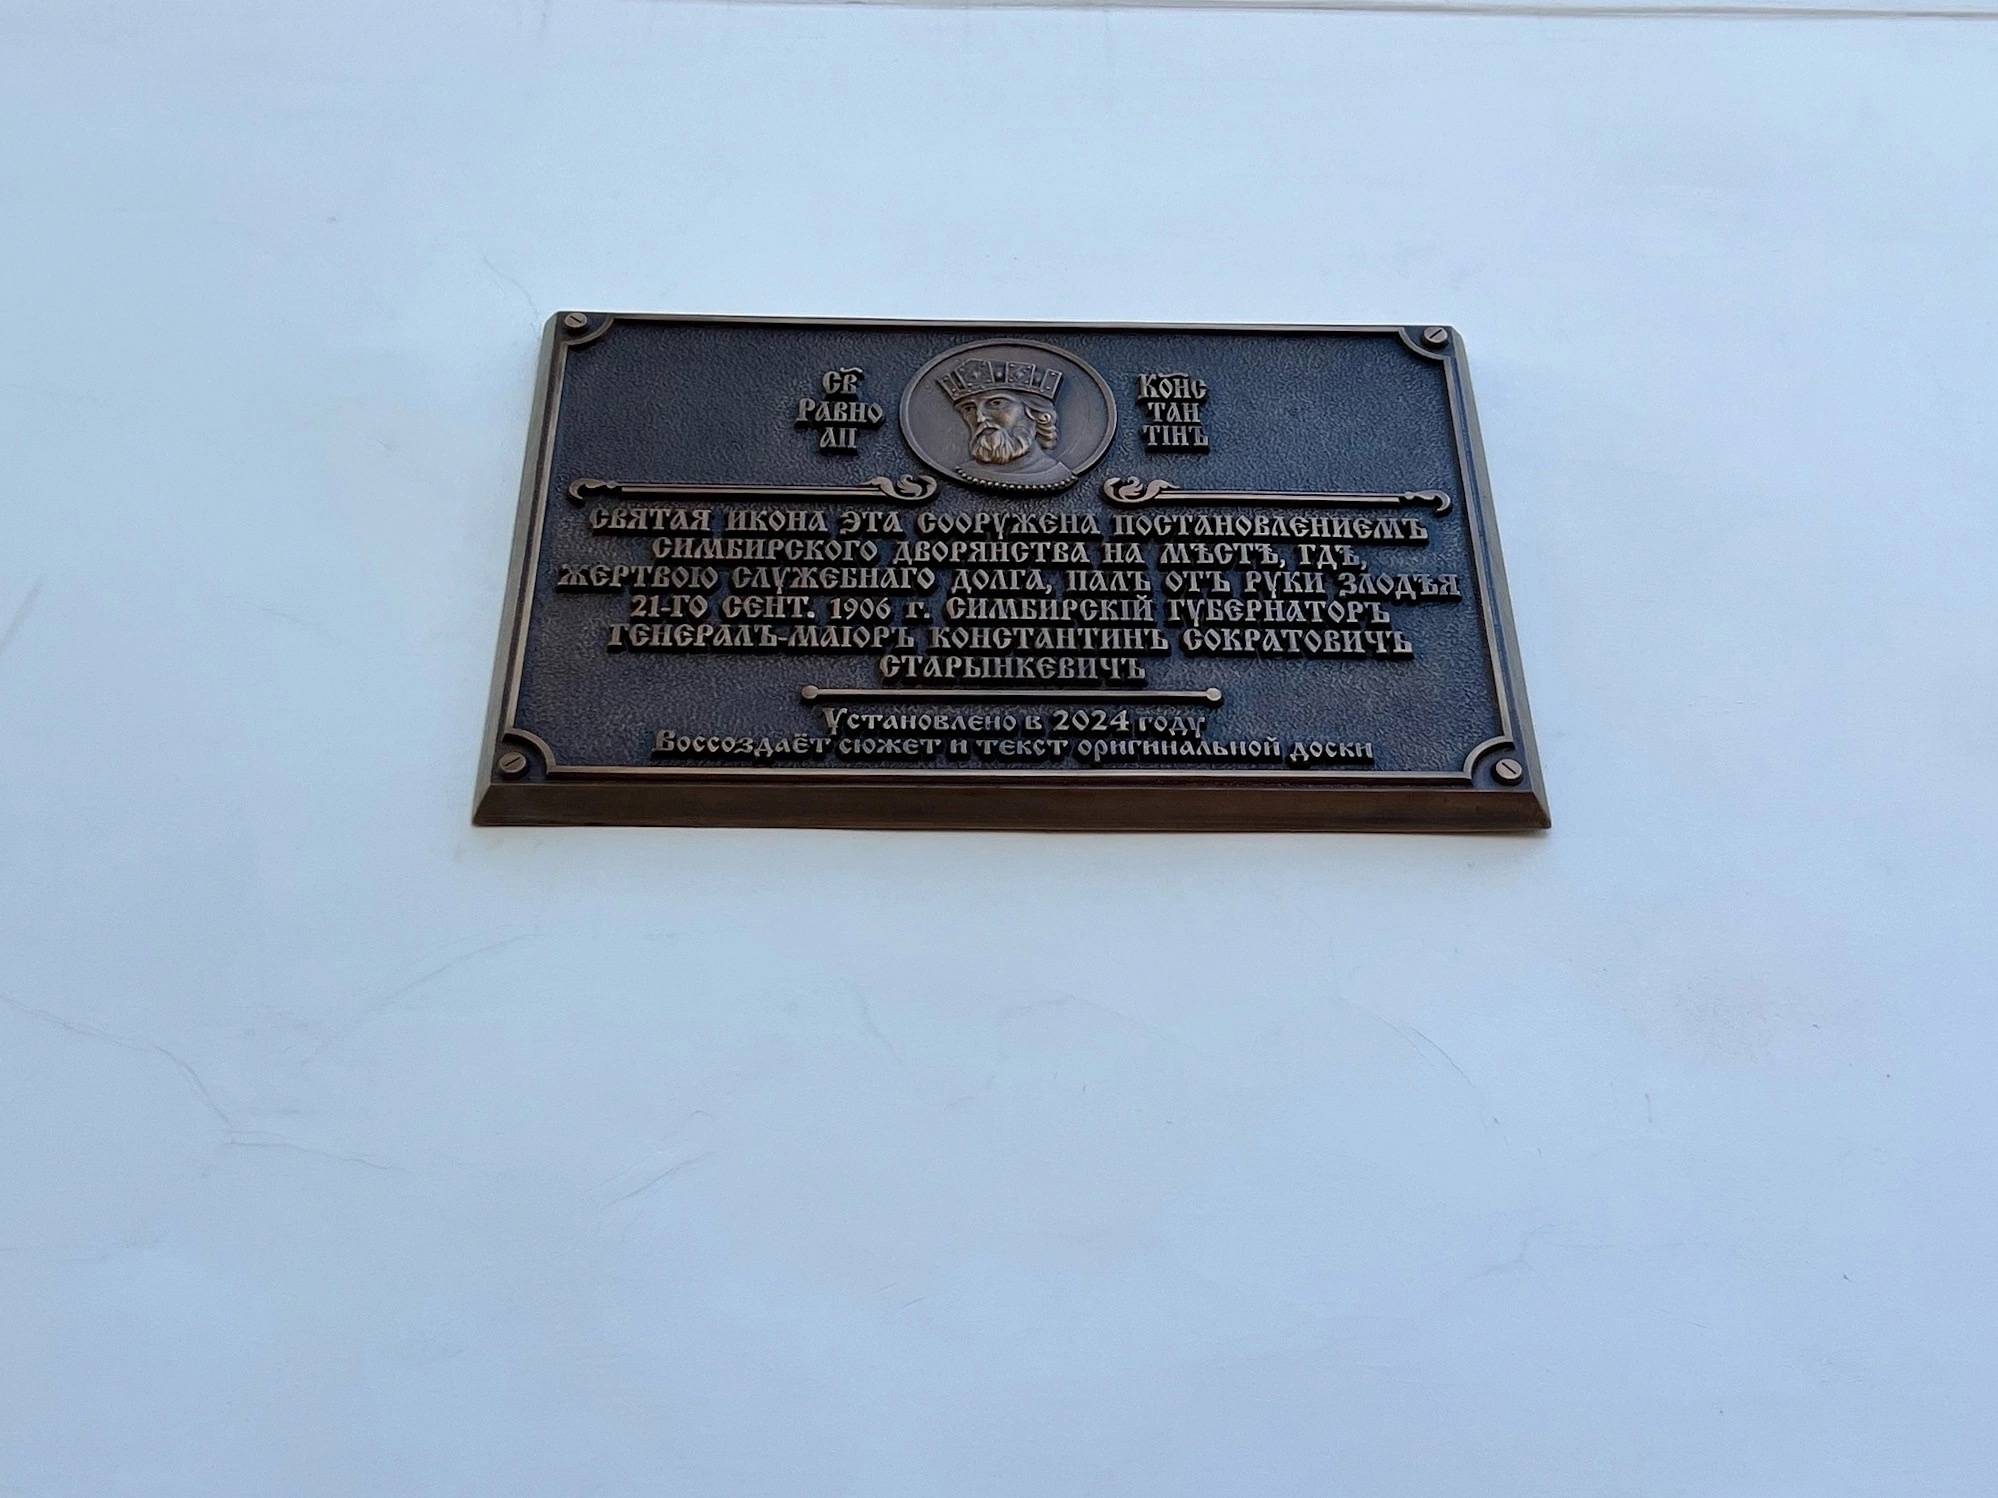 СВ҃
РАВНО
АП
КОНС
ТАН
ТІНЪ
СВЯТАЯ ИКОНА ЭТА СООРУЖЕНА ПОСТАНОВЛЕНИЕМЪ
СИМБИРСКОГО ДВОРЯНСТВА НА МѢСТѢ, ГДѢ,
ЖЕРТВОЮ СЛУЖЕБНАГО ДОЛГА, ПАЛЪ ОТЪ РУКИ ЗЛОДѢЯ
21-ГО СЕНТ. 1906 Г. СИМБИРСКІЙ ГУБЕРНАТОРЪ
ГЕНЕРАЛЪ-МАІОРЪ КОНСТАНТИНЪ СОКРАТОВИЧЪ
СТАРЫНКЕВИЧЪ
Установлено в 2024 году
Воссоздаёт сюжет и текст оригинальной доски